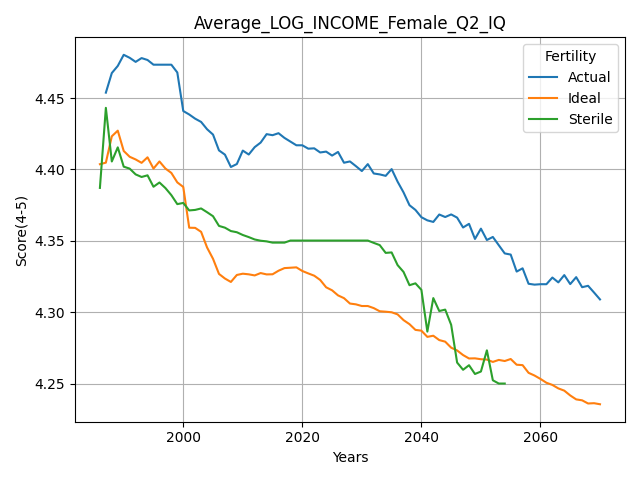 Average_LOG_INCOME_Female_Q2_IQ
Fertility
Actual
Ideal
Sterile
Score(4-5)
4.45
4.40
4.35
4.30
4.25
2000
2020
2040
2060
Years